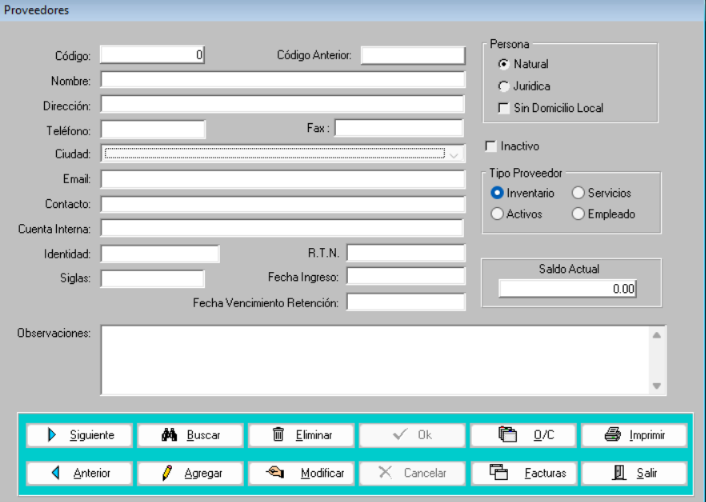 Proveedores
Código: 0 Código Anterior:
Nombre:
Dirección:
Teléfono: Fax :
Ciudad:
Email:
Contacto:
Cuenta Interna:
Identidad: R.T.N.
Siglas: Fecha Ingreso:
Fecha Vencimiento Retención:
Persona
Natural
Juridica
Sin Domicilio Local
Inactivo
Tipo Proveedor
Inventario Servicios
Activos Empleado
Saldo Actual
0.00
Observaciones:
Siguiente Buscar Eliminar Ok O/C Imprimir
Anterior Agregar Modificar Cancelar Facturas Salir